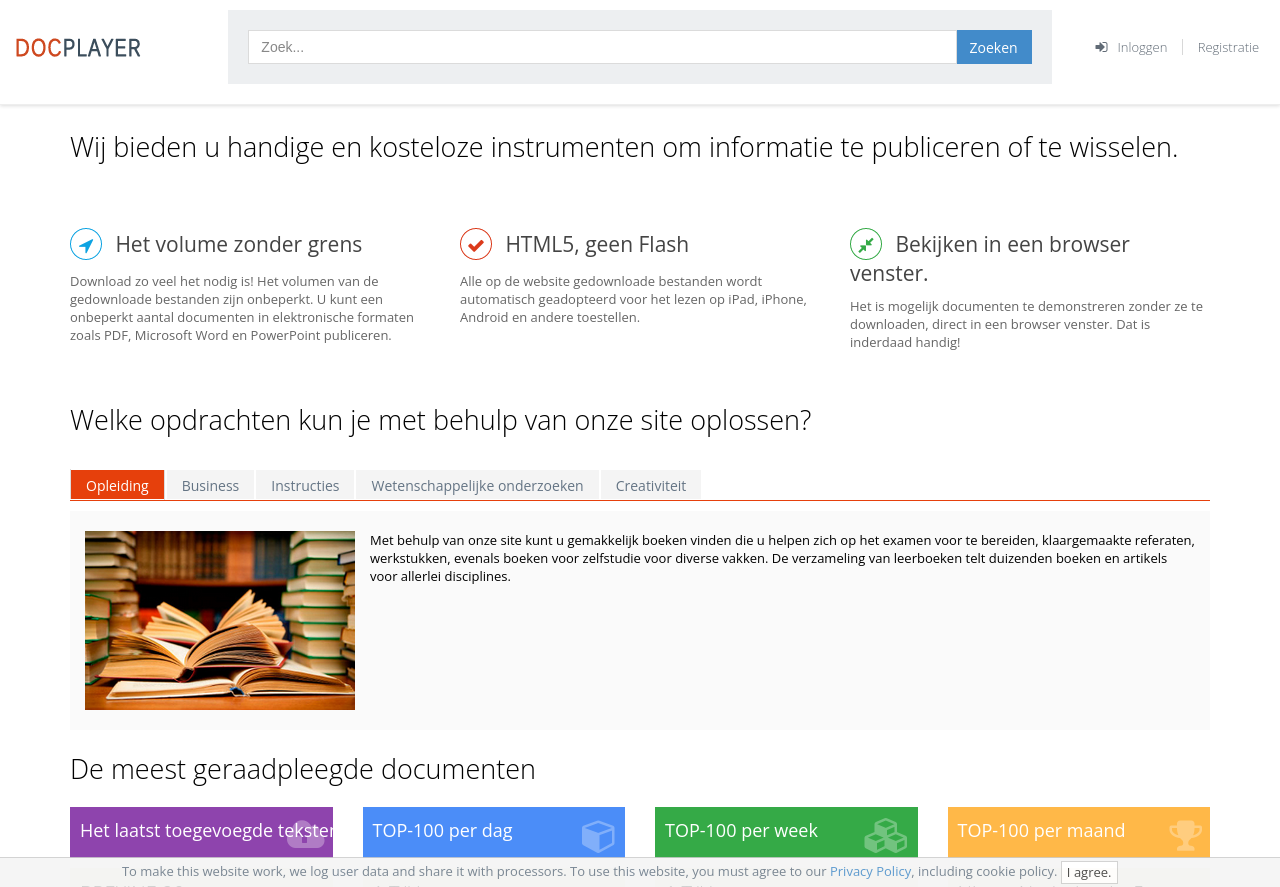 DOCPLAYER
Zoek...
Zoeken
Inloggen
Registratie
Wij bieden u handige en kosteloze instrumenten om informatie te publiceren of te wisselen.
Het volume zonder grens
Download zo veel het nodig is! Het volumen van de
gedownloade bestanden zijn onbeperkt. U kunt een
onbeperkt aantal documenten in elektronische formaten
zoals PDF, Microsoft Word en PowerPoint publiceren.
HTML5, geen Flash
Alle op de website gedownloade bestanden wordt
automatisch geadopteerd voor het lezen op iPad, iPhone,
Android en andere toestellen.
Bekijken in een browser
venster.
Het is mogelijk documenten te demonstreren zonder ze te
downloaden, direct in een browser venster. Dat is
inderdaad handig!
Welke opdrachten kun je met behulp van onze site oplossen?
Opleiding
Business
Instructies
Wetenschappelijke onderzoeken
Creativiteit
Met behulp van onze site kunt u gemakkelijk boeken vinden die u helpen zich op het examen voor te bereiden, klaargemaakte referaten,
werkstukken, evenals boeken voor zelfstudie voor diverse vakken. De verzameling van leerboeken telt duizenden boeken en artikels
voor allerlei disciplines.
De meest geraadpleegde documenten
Het laatst toegevoegde teksten
TOP-100 per dag
TOP-100 per week
TOP-100 per maand
To make this website work, we log user data and share it with processors. To use this website, you must agree to our Privacy Policy, including cookie policy. I agree.